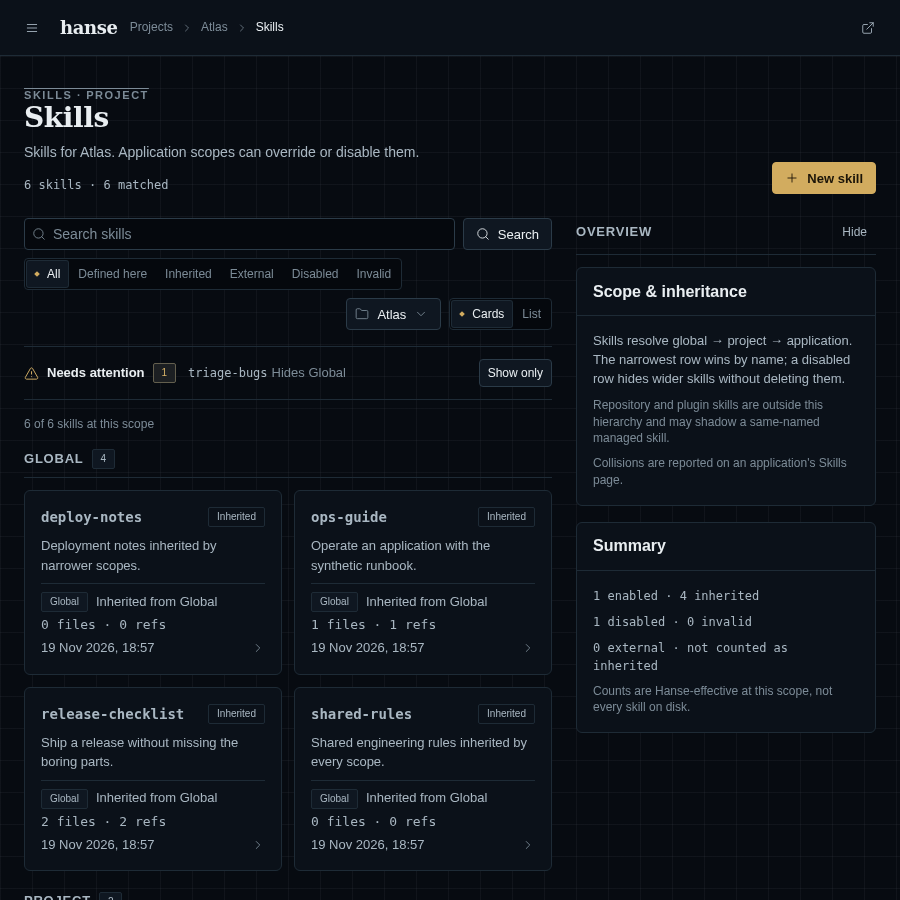 hanse Projects Atlas Skills
SKILLS · PROJECT
Skills
Skills for Atlas. Application scopes can override or disable them.
6 skills · 6 matched
New skill
Search skills
Search
All Defined here Inherited External Disabled Invalid
Atlas
Cards List
Needs attention 1 triage-bugs Hides Global
Show only
6 of 6 skills at this scope
GLOBAL 4
deploy-notes Inherited
Deployment notes inherited by
narrower scopes.
Global Inherited from Global
0 files · 0 refs
19 Nov 2026, 18:57
ops-guide Inherited
Operate an application with the
synthetic runbook.
Global Inherited from Global
1 files · 1 refs
19 Nov 2026, 18:57
release-checklist Inherited
Ship a release without missing the
boring parts.
Global Inherited from Global
2 files · 2 refs
19 Nov 2026, 18:57
shared-rules Inherited
Shared engineering rules inherited by
every scope.
Global Inherited from Global
0 files · 0 refs
19 Nov 2026, 18:57
PROJECT
OVERVIEW Hide
Scope & inheritance
Skills resolve global → project → application.
The narrowest row wins by name; a disabled
row hides wider skills without deleting them.
Repository and plugin skills are outside this
hierarchy and may shadow a same-named
managed skill.
Collisions are reported on an application's Skills
page.
Summary
1 enabled · 4 inherited
1 disabled · 0 invalid
0 external · not counted as
inherited
Counts are Hanse-effective at this scope, not
every skill on disk.